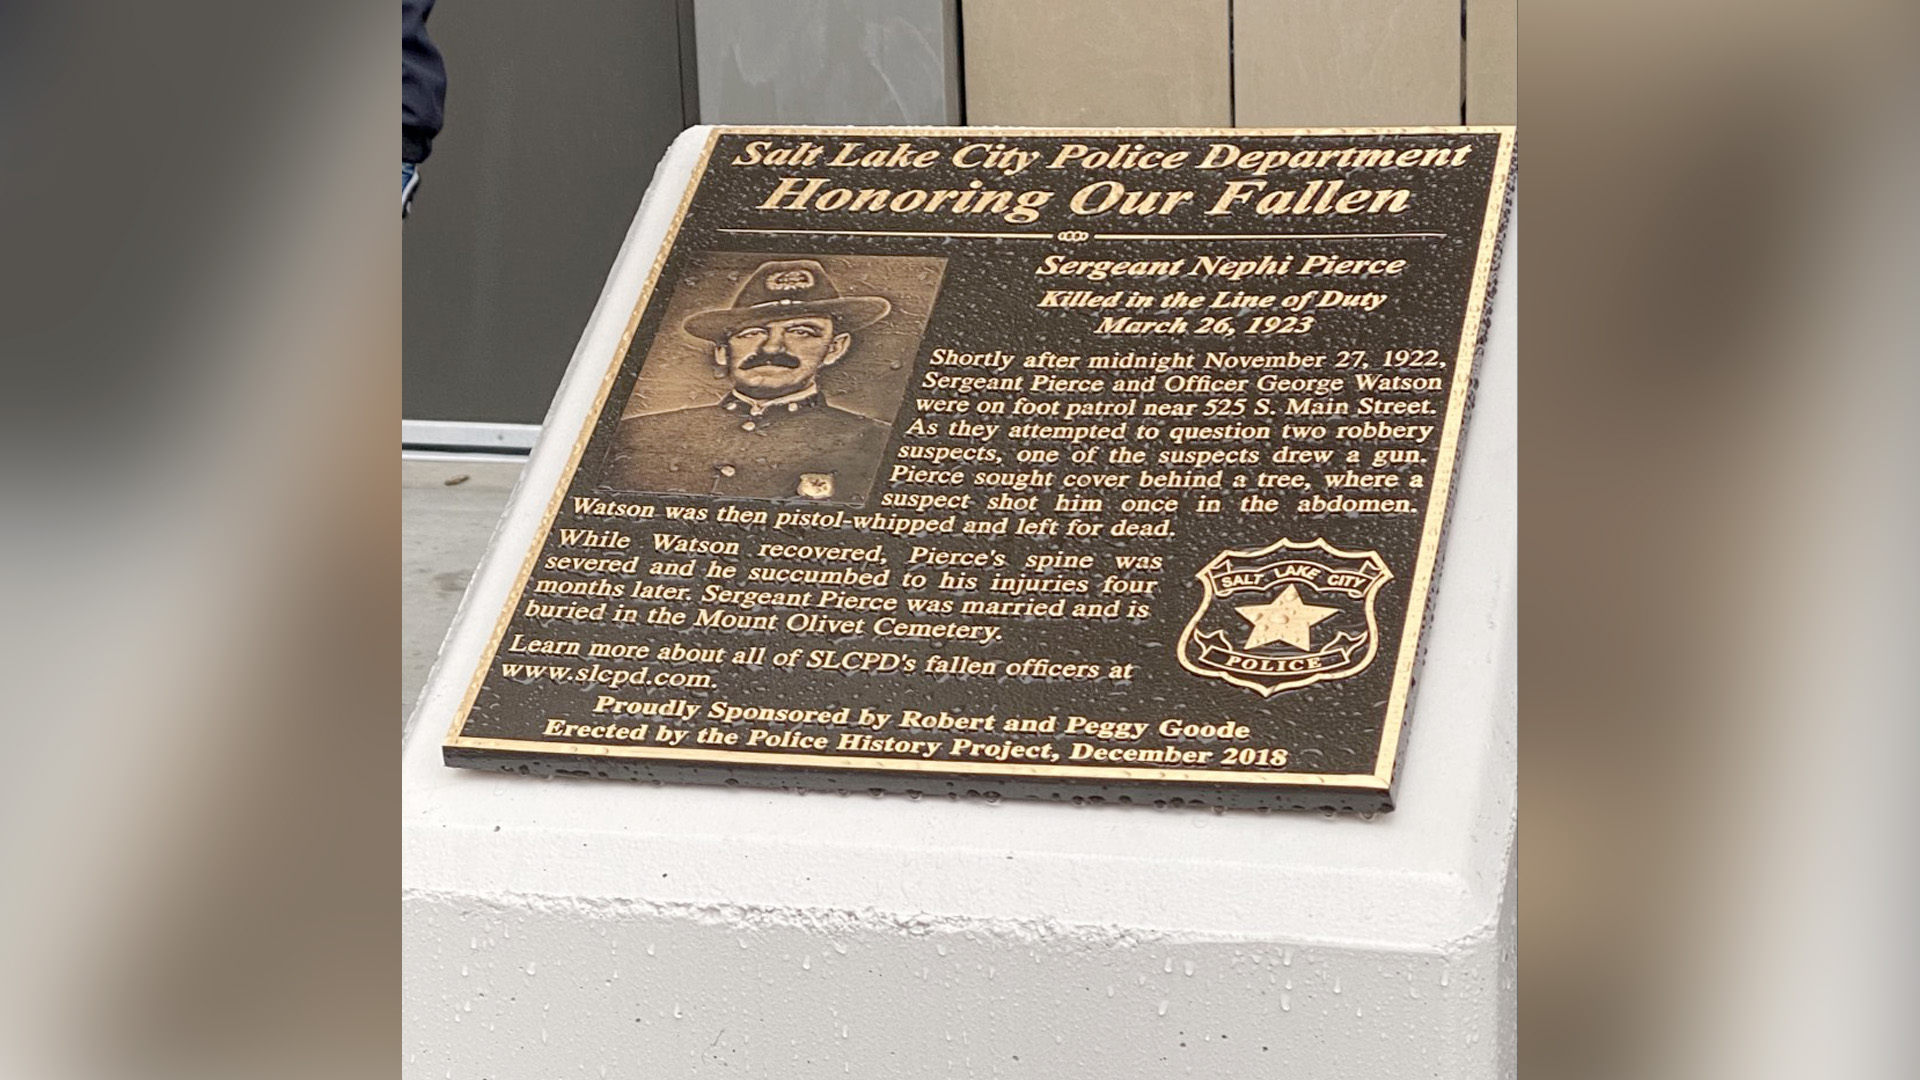 Salt Lake City Police Department
Honoring Our Fallen
Sergeant Nephi Pierce
Killed in the Line of Duty
March 26, 1923
Shortly after midnight November 27, 1922,
Sergeant Pierce and Officer George Watson
were on foot patrol near 525 S. Main Street.
As they attempted to question two robbery
suspects, one of the suspects drew a gun.
Pierce sought cover behind a tree, where a
suspect shot him once in the abdomen.
Watson was then pistol-whipped and left for dead.
While Watson recovered, Pierce's spine was
severed and he succumbed to his injuries four
months later. Sergeant Pierce was married and is
buried in the Mount Olivet Cemetery.
SALT LAKE CITY
POLICE
Learn more about all of SLCPD's fallen officers at
www.slcpd.com.
Proudly Sponsored by Robert and Peggy Goode
Erected by the Police History Project, December 2018